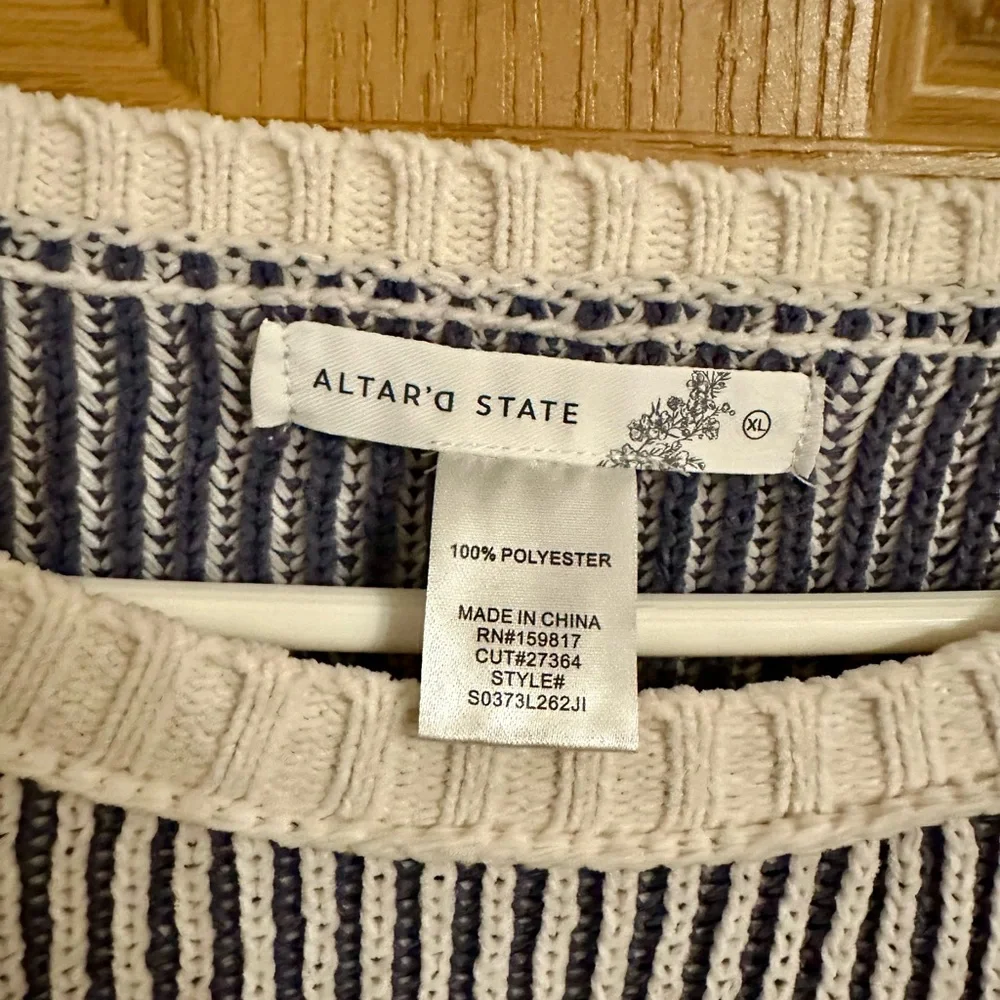 ALTAR'D STATE XL
100% POLYESTER
MADE IN CHINA
RN#159817
CUT#27364
STYLE#
S0373L262JI